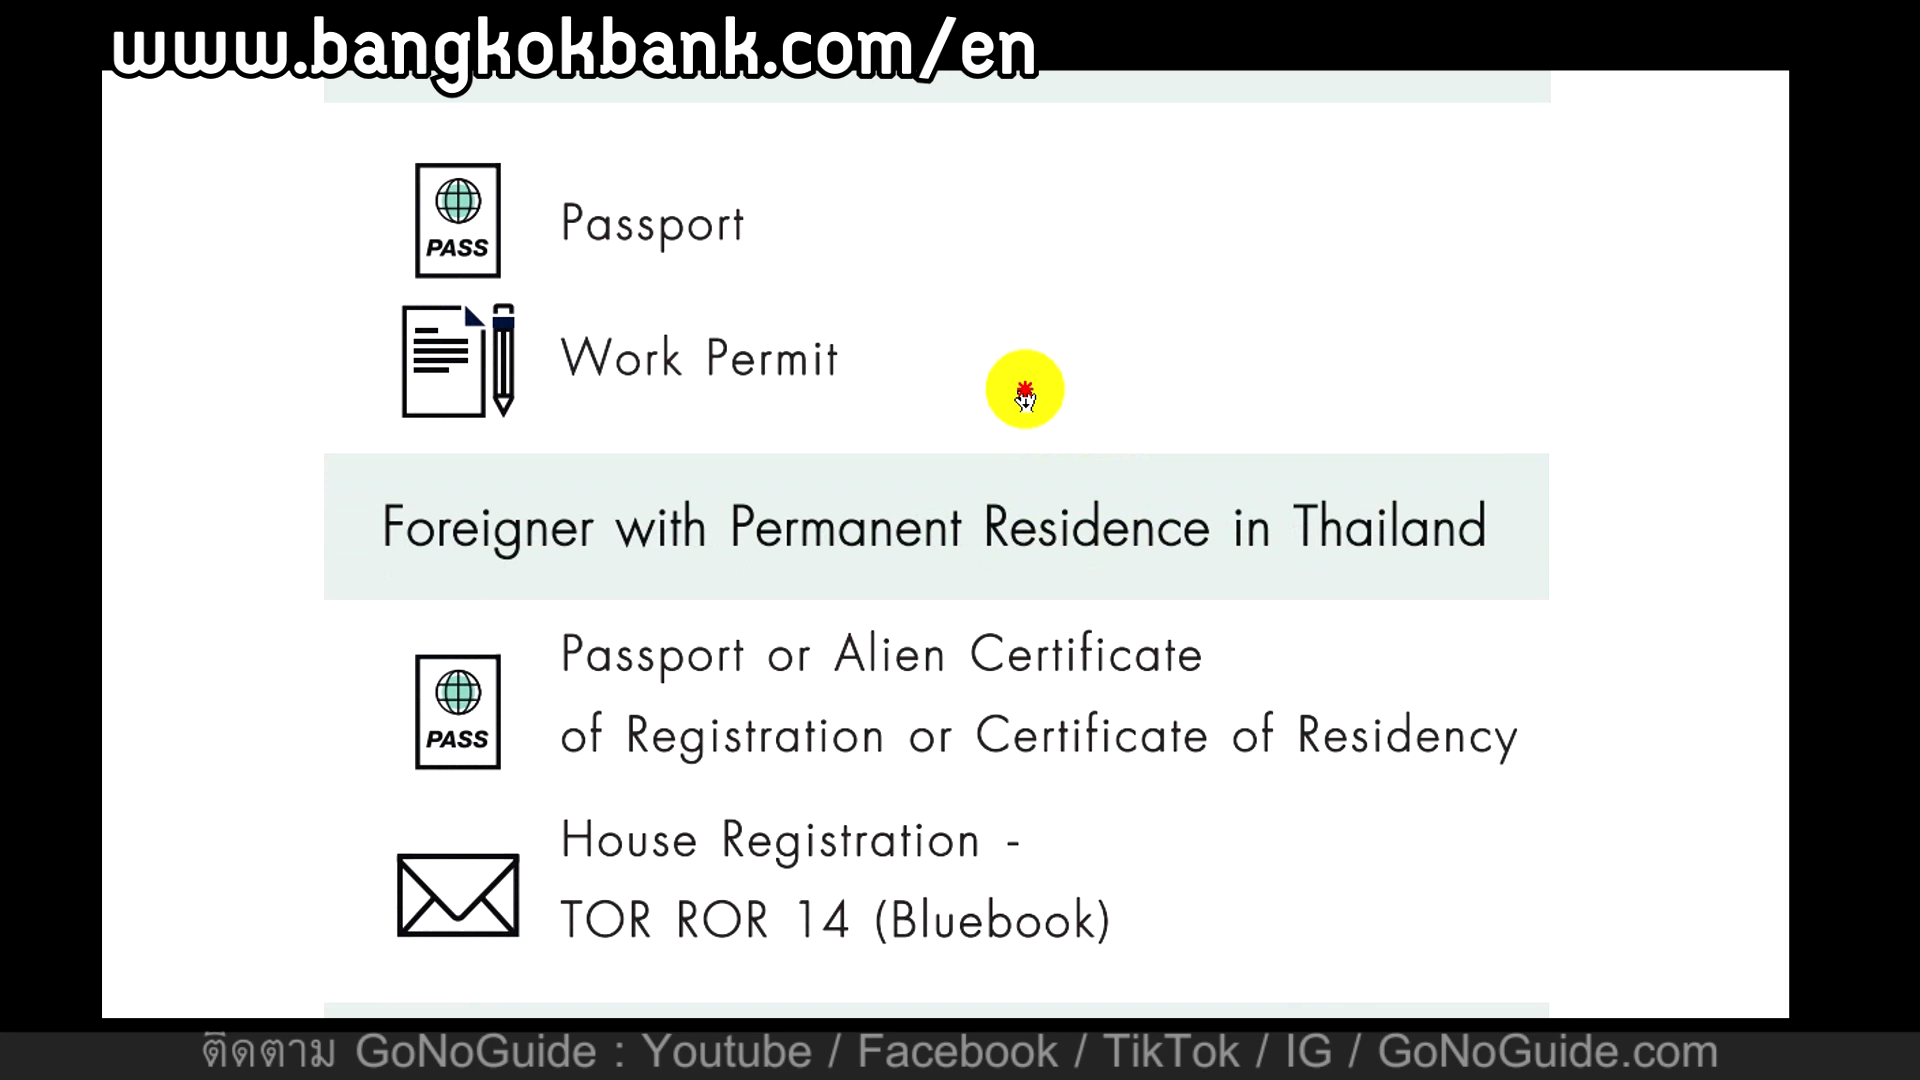 www.bangkokbank.com/en
PASS
Passport
Work Permit
Foreigner with Permanent Residence in Thailand
PASS
Passport or Alien Certificate
of Registration or Certificate of Residency
House Registration -
TOR ROR 14 (Bluebook)
ติดตาม GoNoGuide : Youtube / Facebook / TikTok / IG / GoNoGuide.com